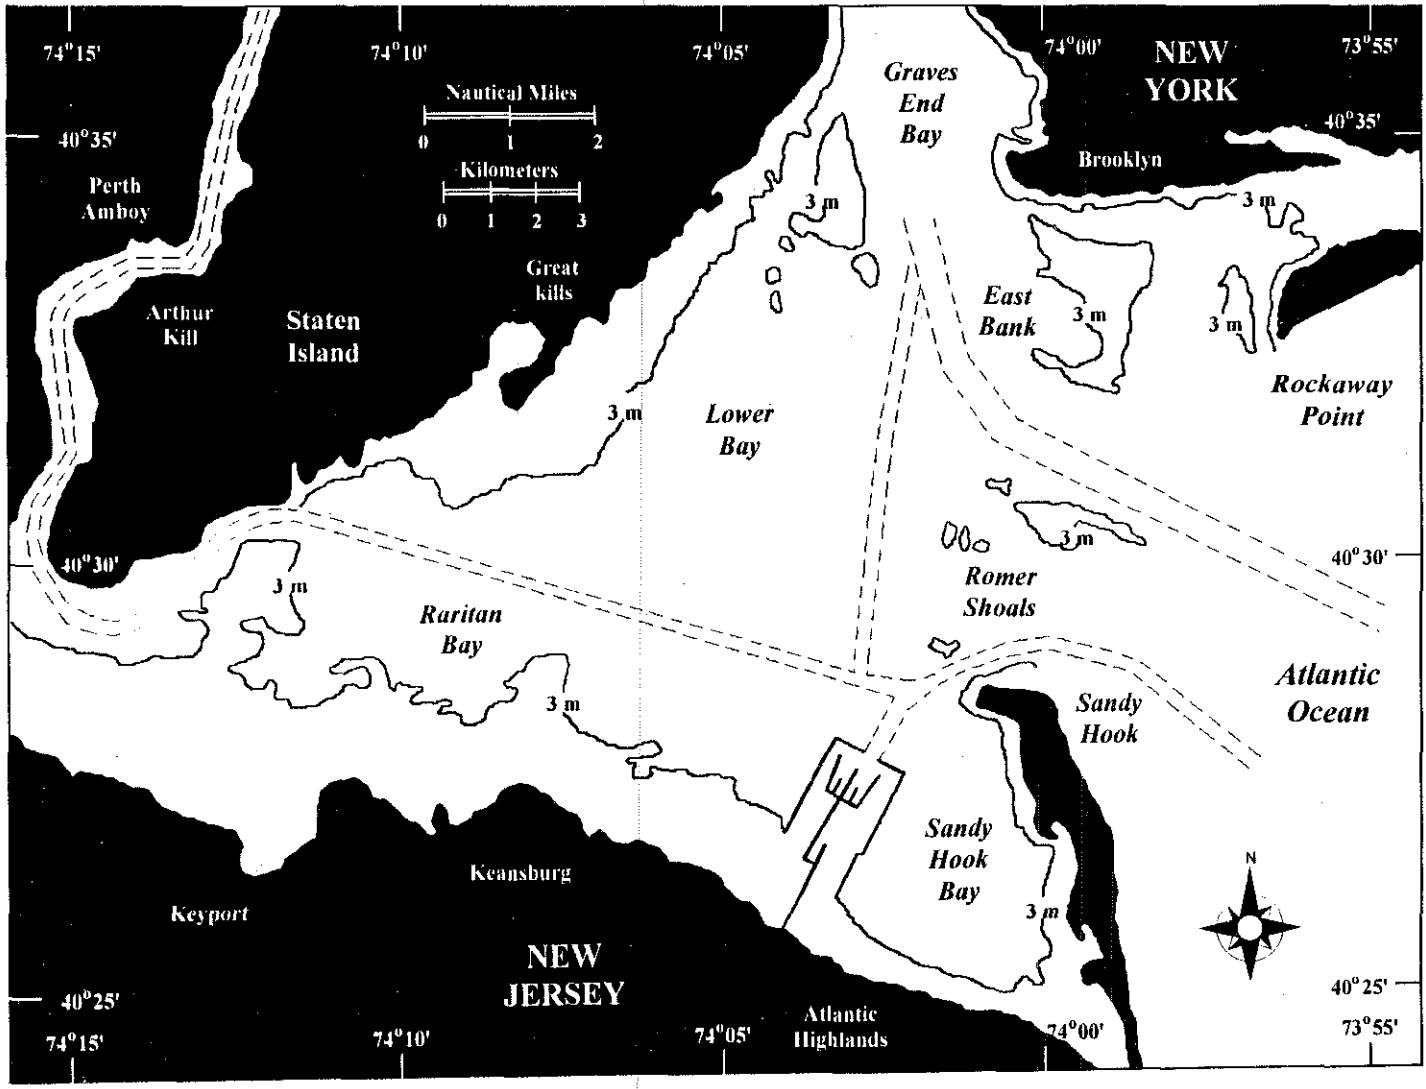 74°15'
74°10'
74°05'
74°00'
73°55'
NEW
YORK
Graves
End
Bay
Nautical Miles
0 1 2
Kilometers
0 1 2 3
40°35'
40°35'
Brooklyn
Perth
Amboy
3 m
3 m
Great
kills
Arthur
Kill
Staten
Island
East
Bank
3 m
3 m
Rockaway
Point
3 m
Lower
Bay
40°30'
40°30'
3 m
3 m
Romer
Shoals
Raritan
Bay
3 m
Sandy
Hook
Atlantic
Ocean
Sandy
Hook
Bay
3 m
N
Keansburg
Keyport
NEW
JERSEY
Atlantic
Highlands
40°25'
40°25'
74°15'
74°10'
74°05'
74°00'
73°55'